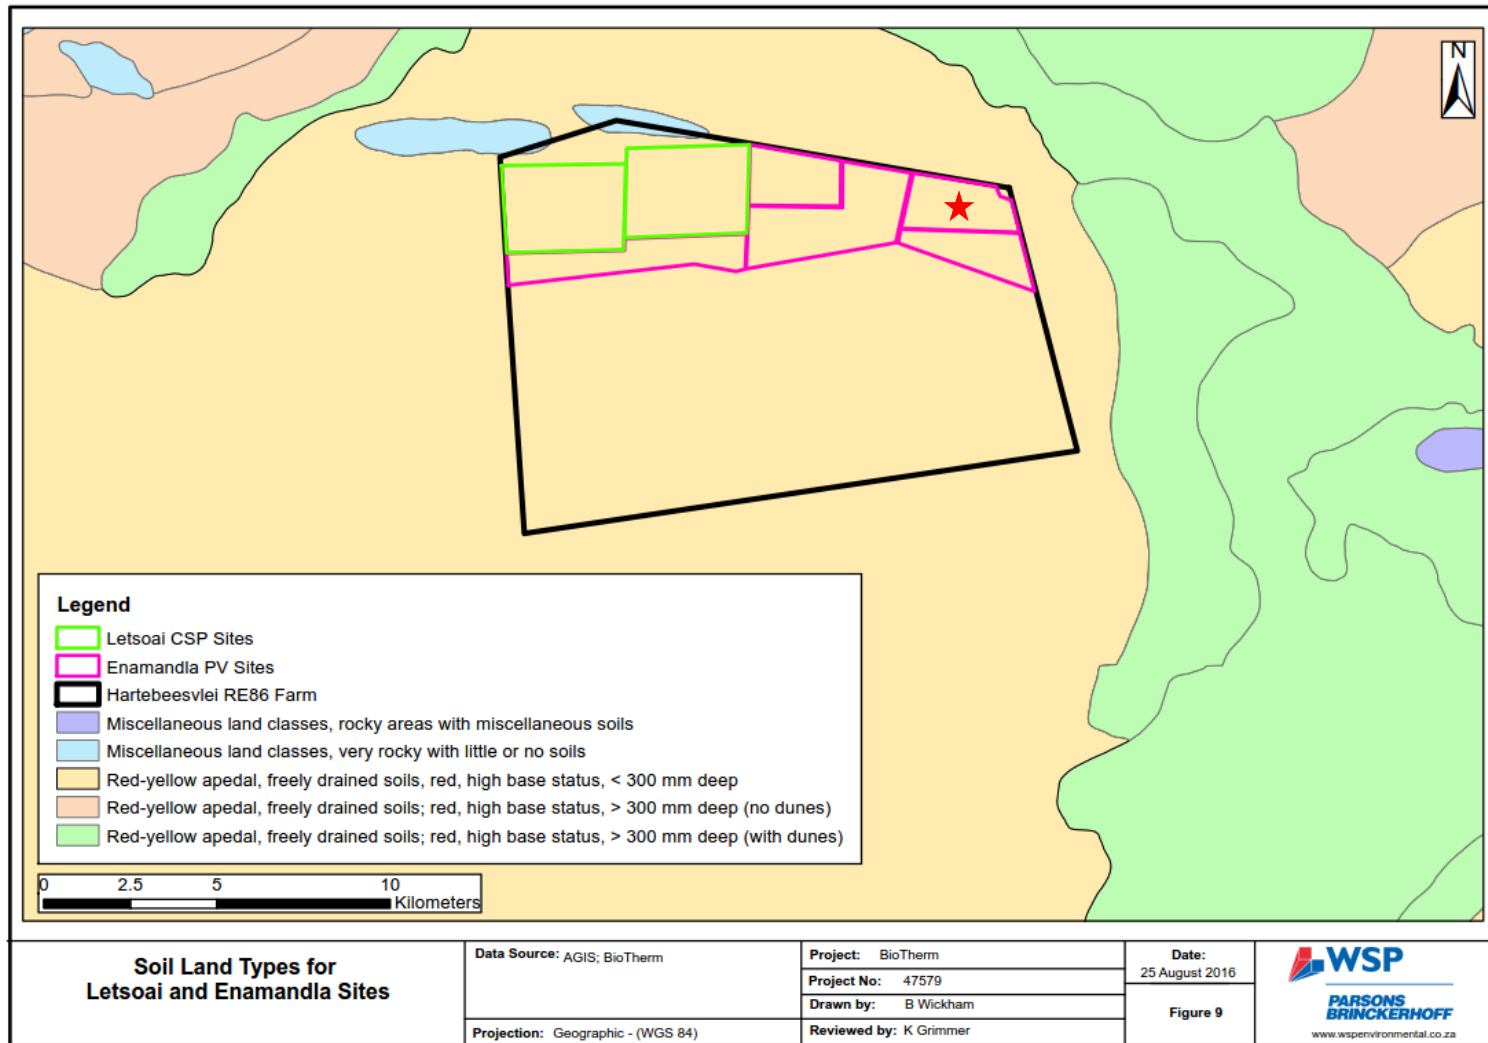 N
Legend
Letsoai CSP Sites
Enamandla PV Sites
Hartebeesvlei RE86 Farm
Miscellaneous land classes, rocky areas with miscellaneous soils
Miscellaneous land classes, very rocky with little or no soils
Red-yellow apedal, freely drained soils, red, high base status, < 300 mm deep
Red-yellow apedal, freely drained soils; red, high base status, > 300 mm deep (no dunes)
Red-yellow apedal, freely drained soils; red, high base status, > 300 mm deep (with dunes)
0 2.5 5 10
Kilometers
Soil Land Types for
Letsoai and Enamandla Sites
Data Source: AGIS; BioTherm
Projection: Geographic - (WGS 84)
Project: BioTherm
Project No: 47579
Drawn by: B Wickham
Reviewed by: K Grimmer
Date:
25 August 2016
Figure 9
WSP
PARSONS
BRINCKERHOFF
www.wspenvironmental.co.za